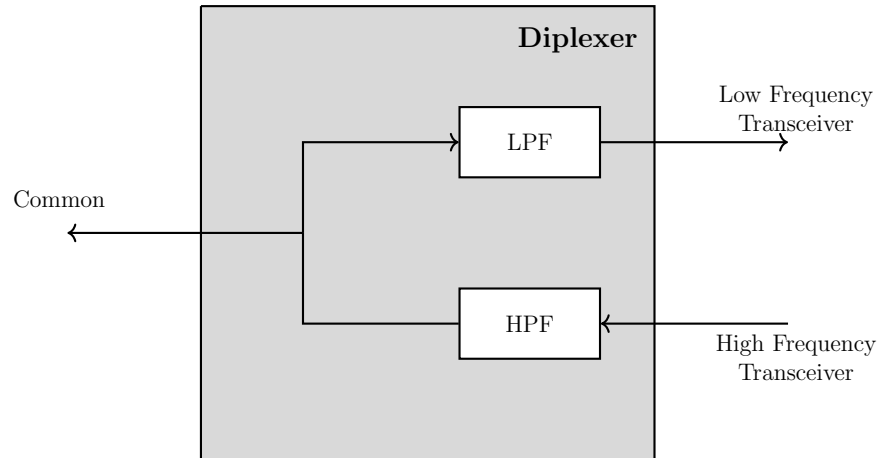 Diplexer
Low Frequency
Transceiver
LPF
Common
HPF
High Frequency
Transceiver